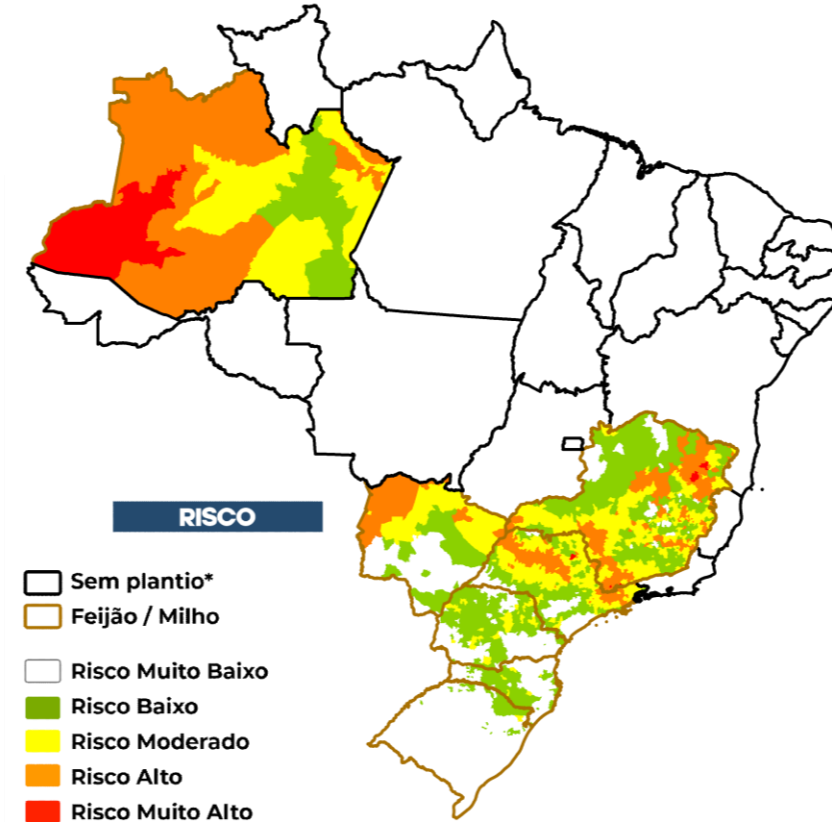 RISCO
Sem plantio*
Feijão / Milho
Risco Muito Baixo
Risco Baixo
Risco Moderado
Risco Alto
Risco Muito Alto